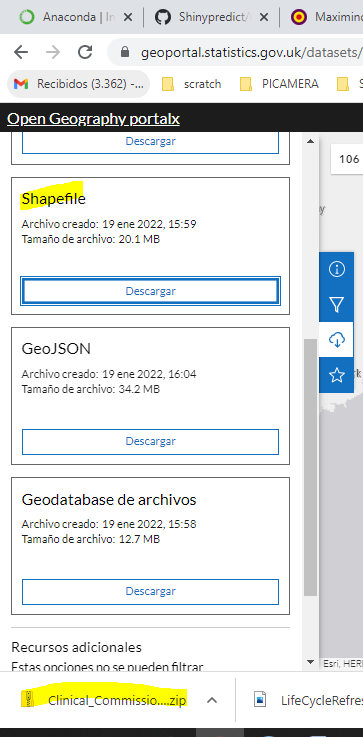 Anaconda | In
Shinypredict/
Maximino
geoportal.statistics.gov.uk/datasets/
Recibidos (3.362) -...
scratch
PICAMERA
S
Open Geography portalx
Descargar
106
Shapefile
Archivo creado: 19 ene 2022, 15:59
Tamaño de archivo: 20.1 MB
Descargar
GeoJSON
Archivo creado: 19 ene 2022, 16:04
Tamaño de archivo: 34.2 MB
Descargar
Geodatabase de archivos
Archivo creado: 19 ene 2022, 15:58
Tamaño de archivo: 12.7 MB
Descargar
Recursos adicionales
Estas opciones no se pueden filtrar
Esri, HERE
Clinical_Commissio....zip
LifeCycleRefres